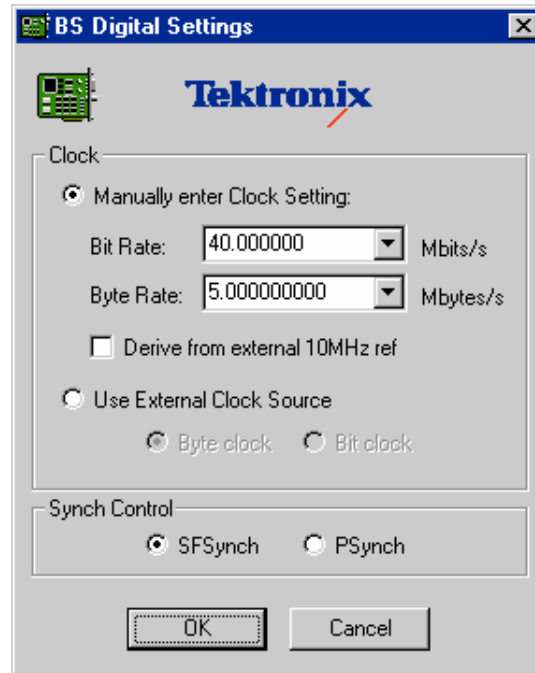 BS Digital Settings
Tektronix
Clock
Manually enter Clock Setting:
Bit Rate: 40.000000 Mbits/s
Byte Rate: 5.000000000 Mbytes/s
Derive from external 10MHz ref
Use External Clock Source
Byte clock Bit clock
Synch Control
SFSynch PSynch
OK Cancel